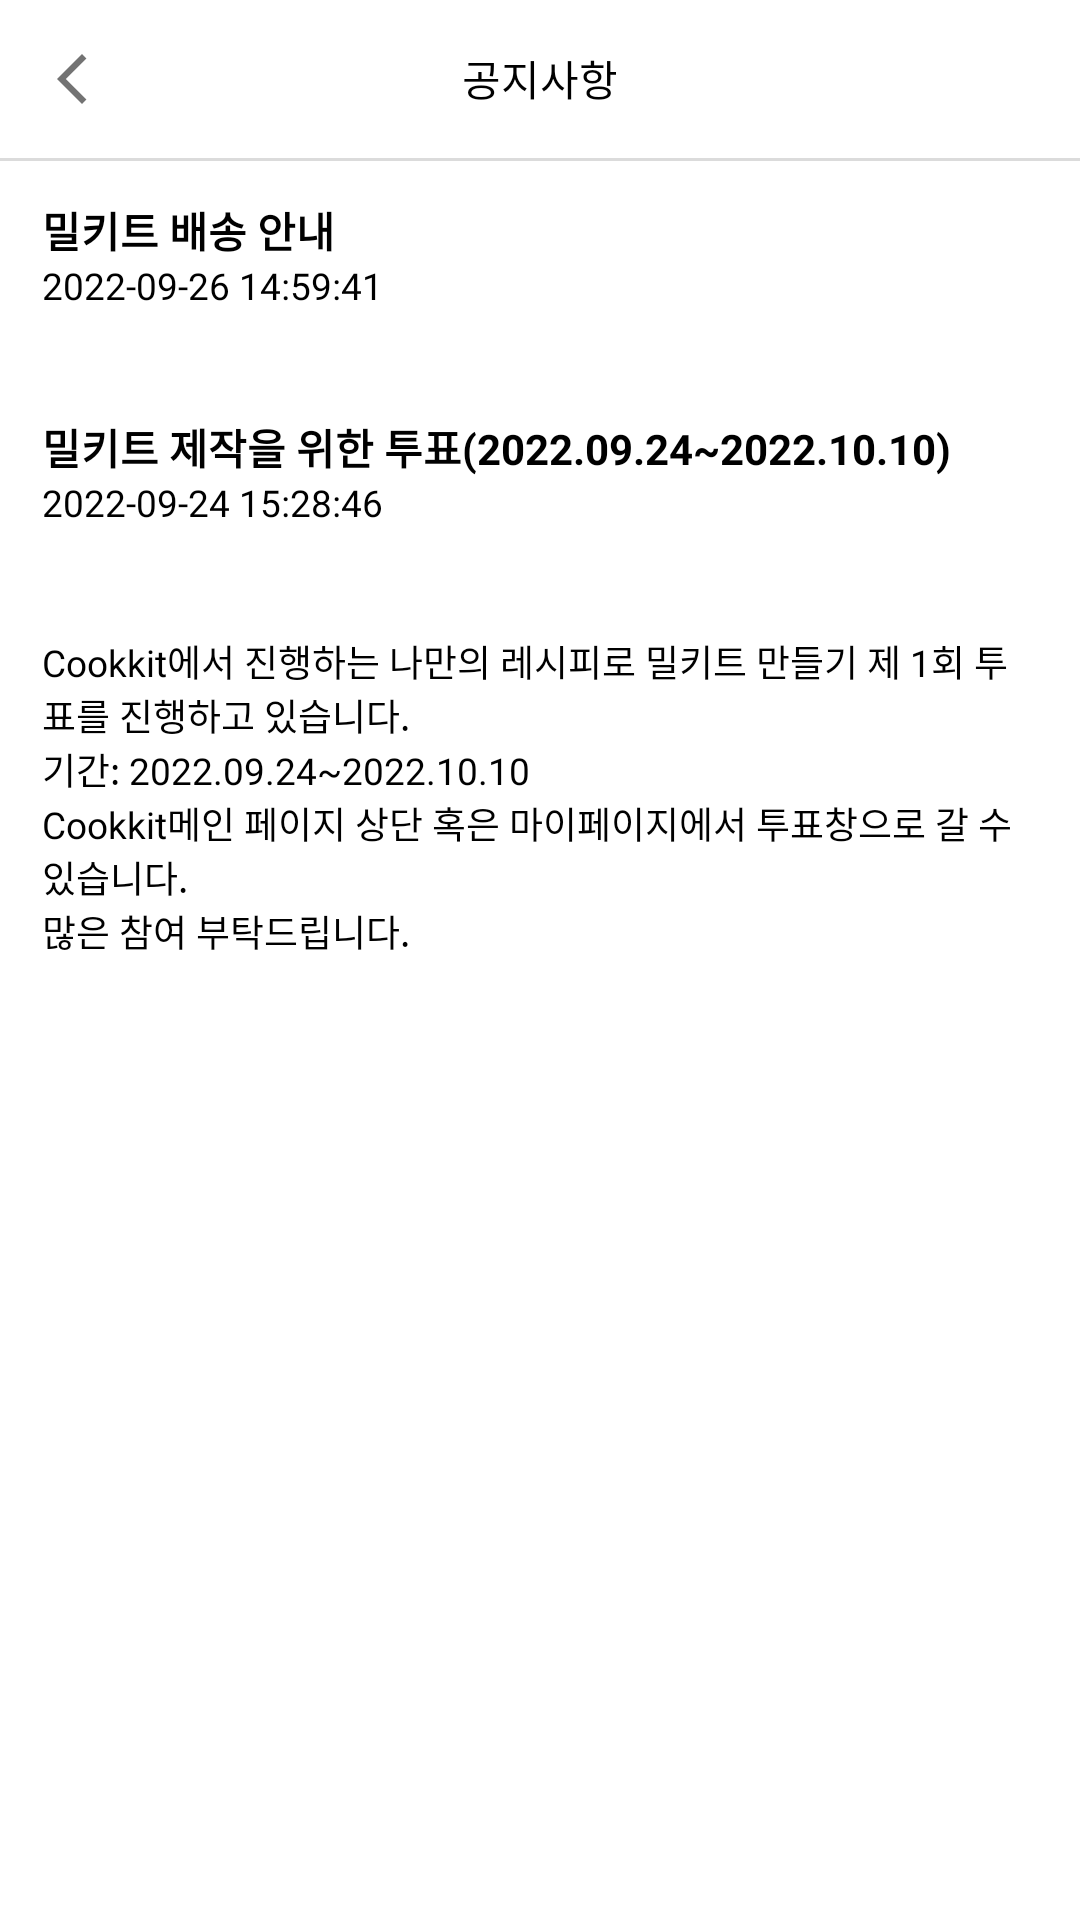 공지사항
밀키트 배송 안내
2022-09-26 14:59:41
밀키트 제작을 위한 투표(2022.09.24~2022.10.10)
2022-09-24 15:28:46
Cookkit에서 진행하는 나만의 레시피로 밀키트 만들기 제 1회 투
표를 진행하고 있습니다.
기간: 2022.09.24~2022.10.10
Cookkit메인 페이지 상단 혹은 마이페이지에서 투표창으로 갈 수
있습니다.
많은 참여 부탁드립니다.